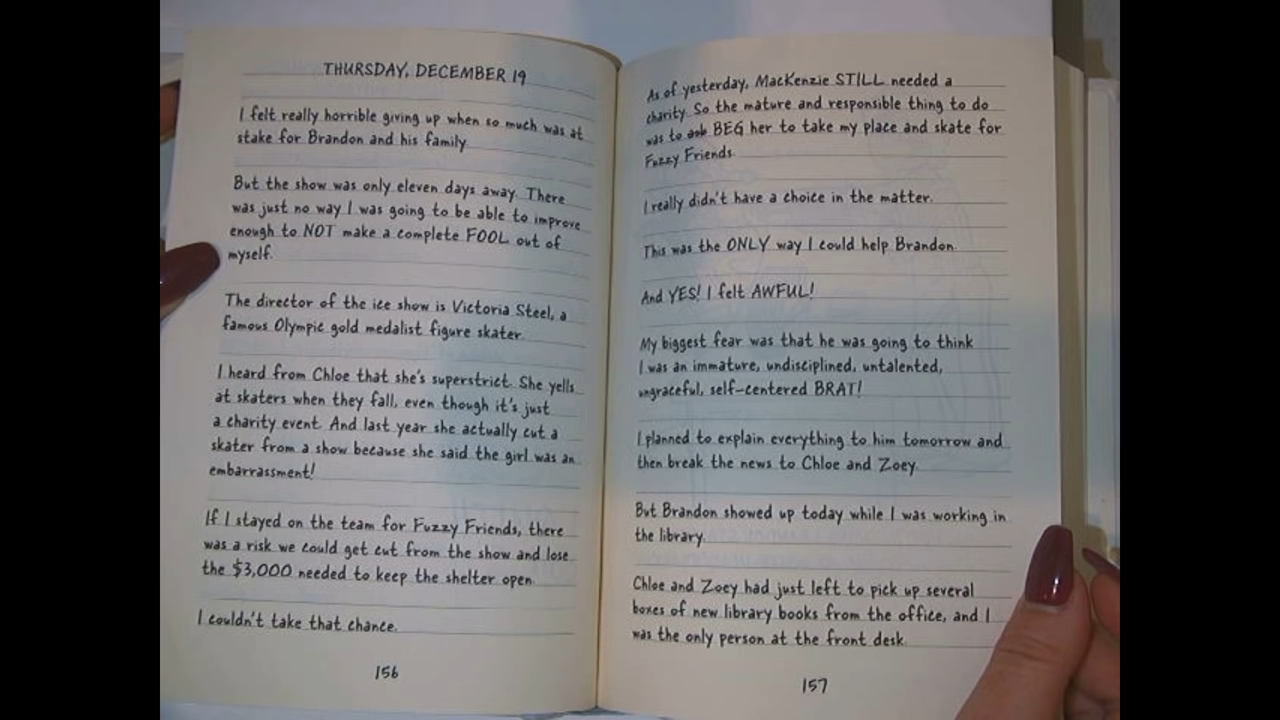 THURSDAY, DECEMBER 19
I felt really horrible giving up when so much was at
stake for Brandon and his family.
But the show was only eleven days away. There
was just no way I was going to be able to improve
enough to NOT make a complete FOOL out of
myself.
The director of the ice show is Victoria Steel, a
famous Olympic gold medalist figure skater.
I heard from Chloe that she's superstrict. She yells
at skaters when they fall, even though it's just
a charity event. And last year she actually cut a
skater from a show because she said the girl was an
embarrassment!
If I stayed on the team for Fuzzy Friends, there
was a risk we could get cut from the show and lose
the $3,000 needed to keep the shelter open.
I couldn't take that chance.
156
As of yesterday, MacKenzie STILL needed a
charity. So the mature and responsible thing to do
was to ask BEG her to take my place and skate for
Fuzzy Friends.
I really didn't have a choice in the matter.
This was the ONLY way I could help Brandon.
And YES! I felt AWFUL!
My biggest fear was that he was going to think
I was an immature, undisciplined, untalented,
ungraceful, self-centered BRAT!
I planned to explain everything to him tomorrow and
then break the news to Chloe and Zoey.
But Brandon showed up today while I was working in
the library.
Chloe and Zoey had just left to pick up several
boxes of new library books from the office, and I
was the only person at the front desk.
157